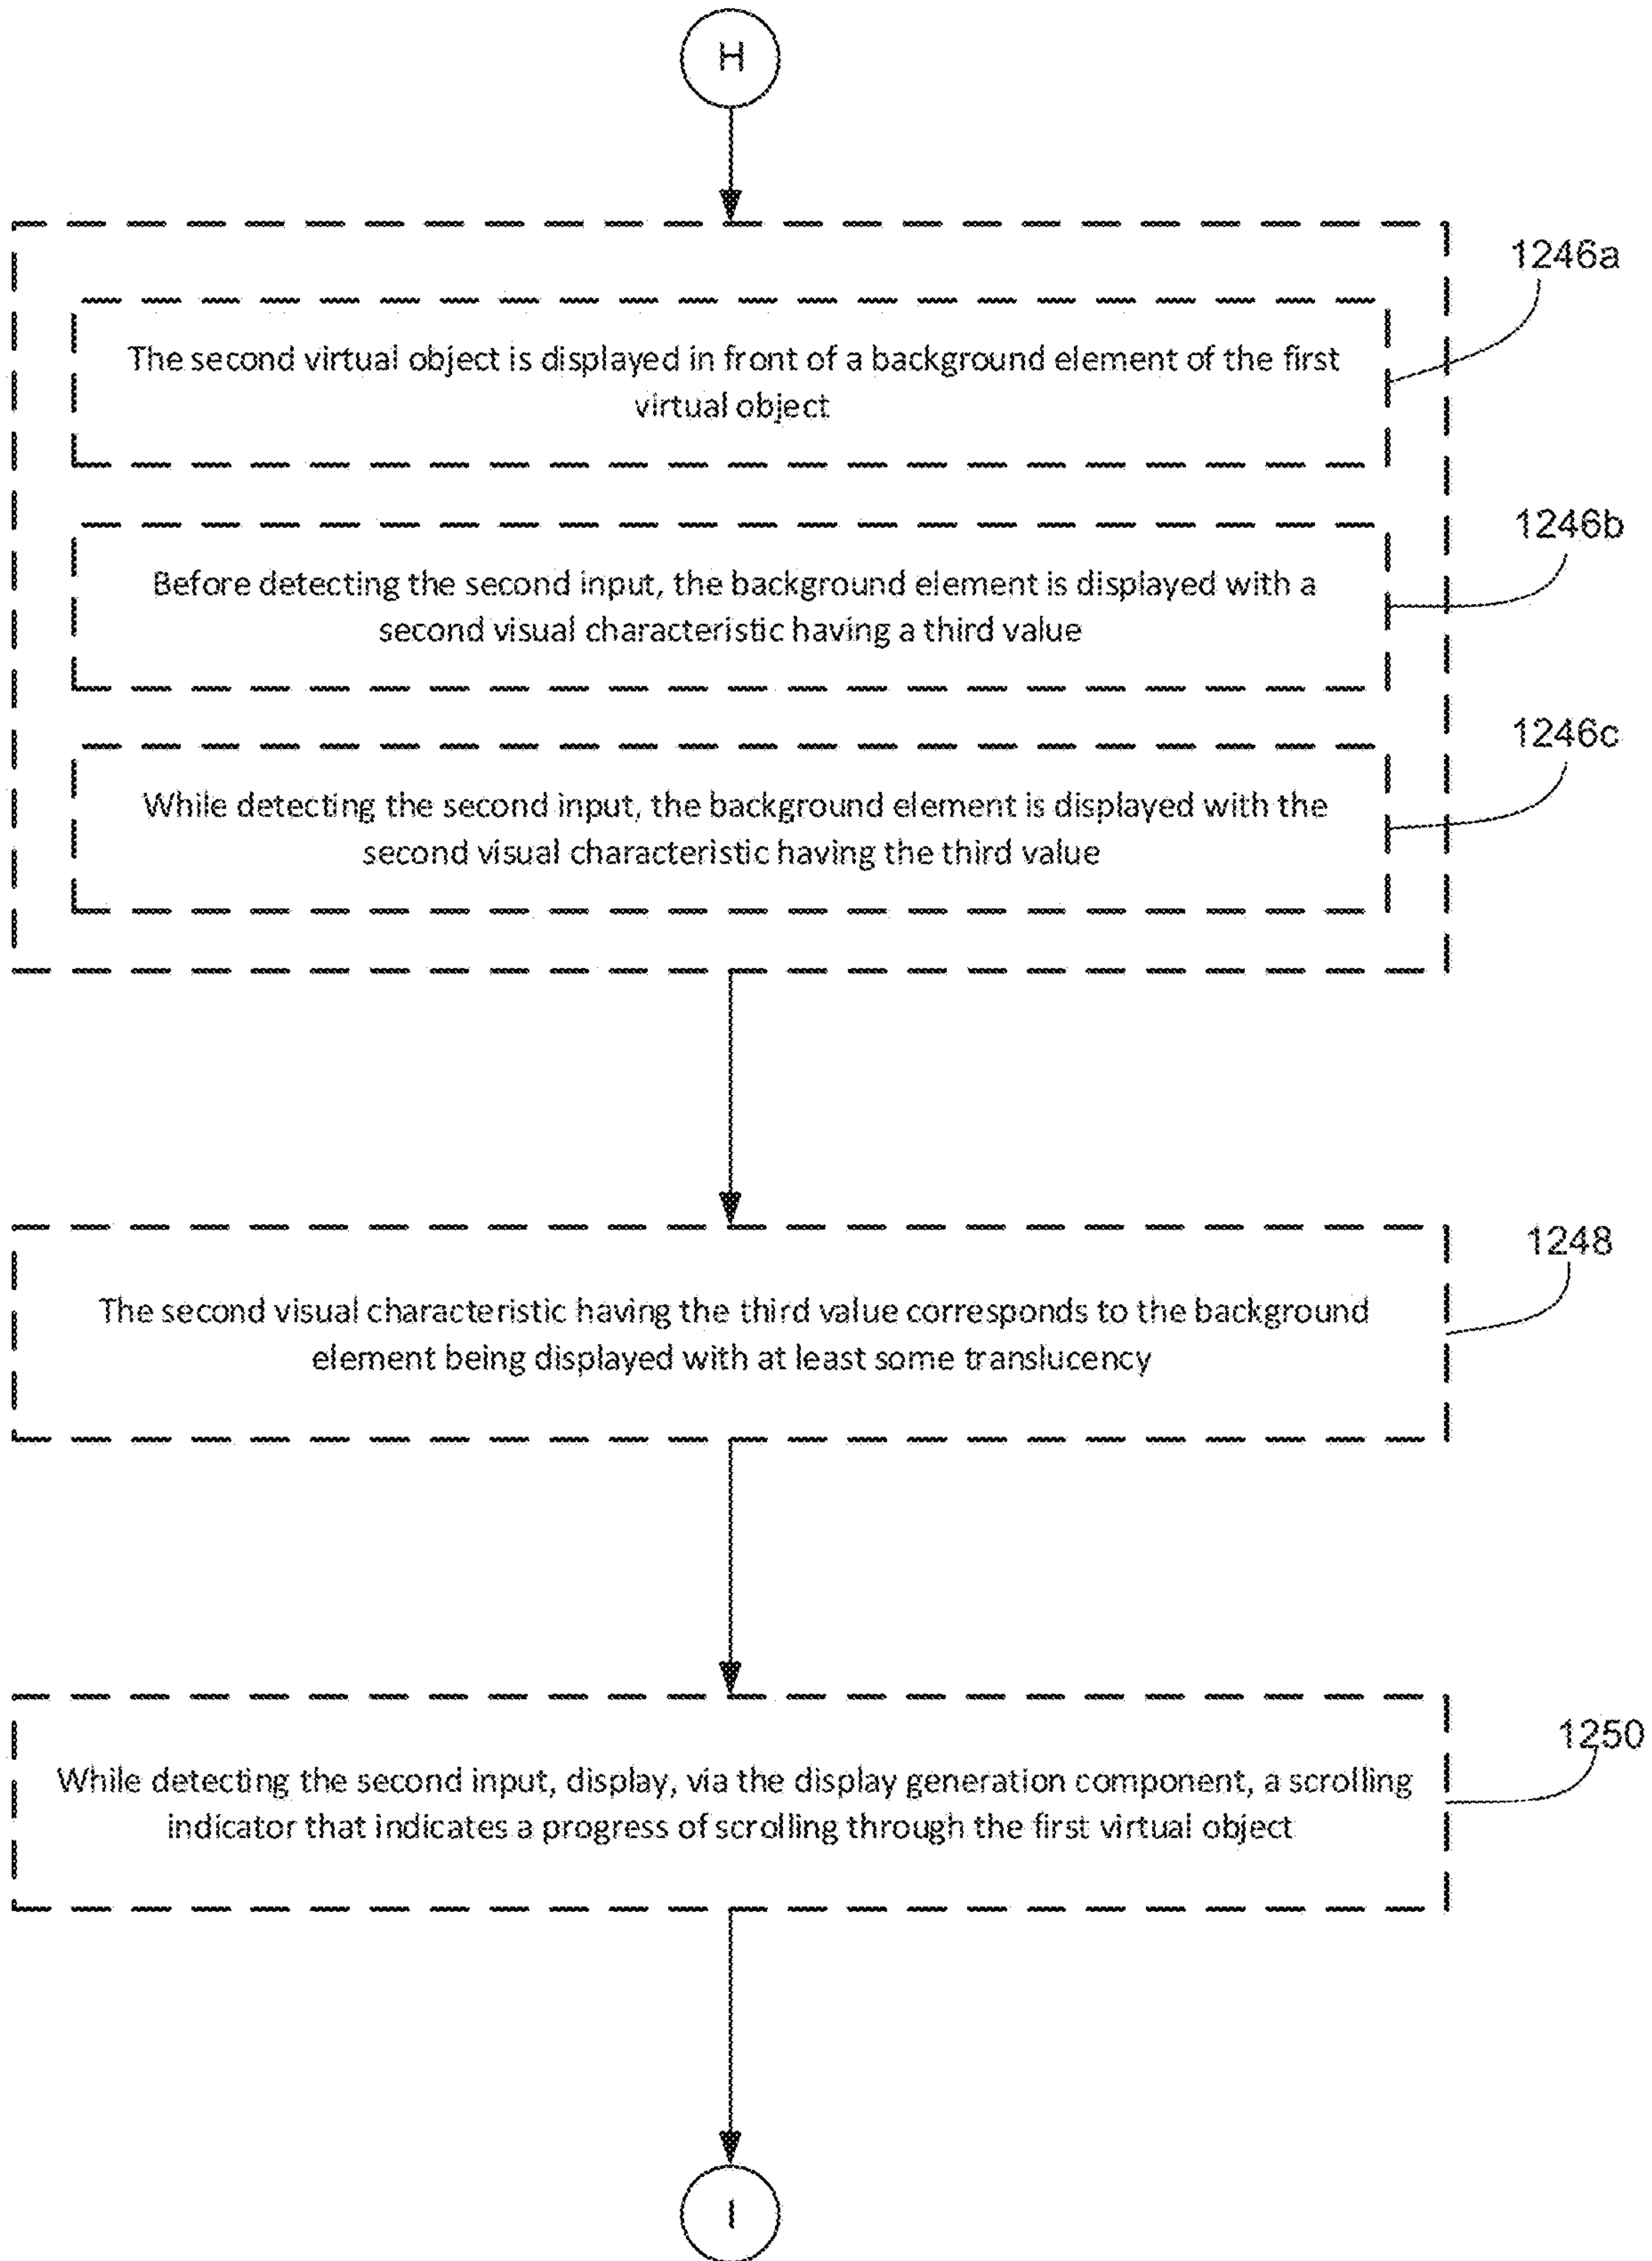 H
1246a
The second virtual object is displayed in front of a background element of the first
virtual object
1246b
Before detecting the second input, the background element is displayed with a
second visual characteristic having a third value
1246c
While detecting the second input, the background element is displayed with the
second visual characteristic having the third value
1248
The second visual characteristic having the third value corresponds to the background
element being displayed with at least some translucency
1250
While detecting the second input, display, via the display generation component, a scrolling
indicator that indicates a progress of scrolling through the first virtual object
I